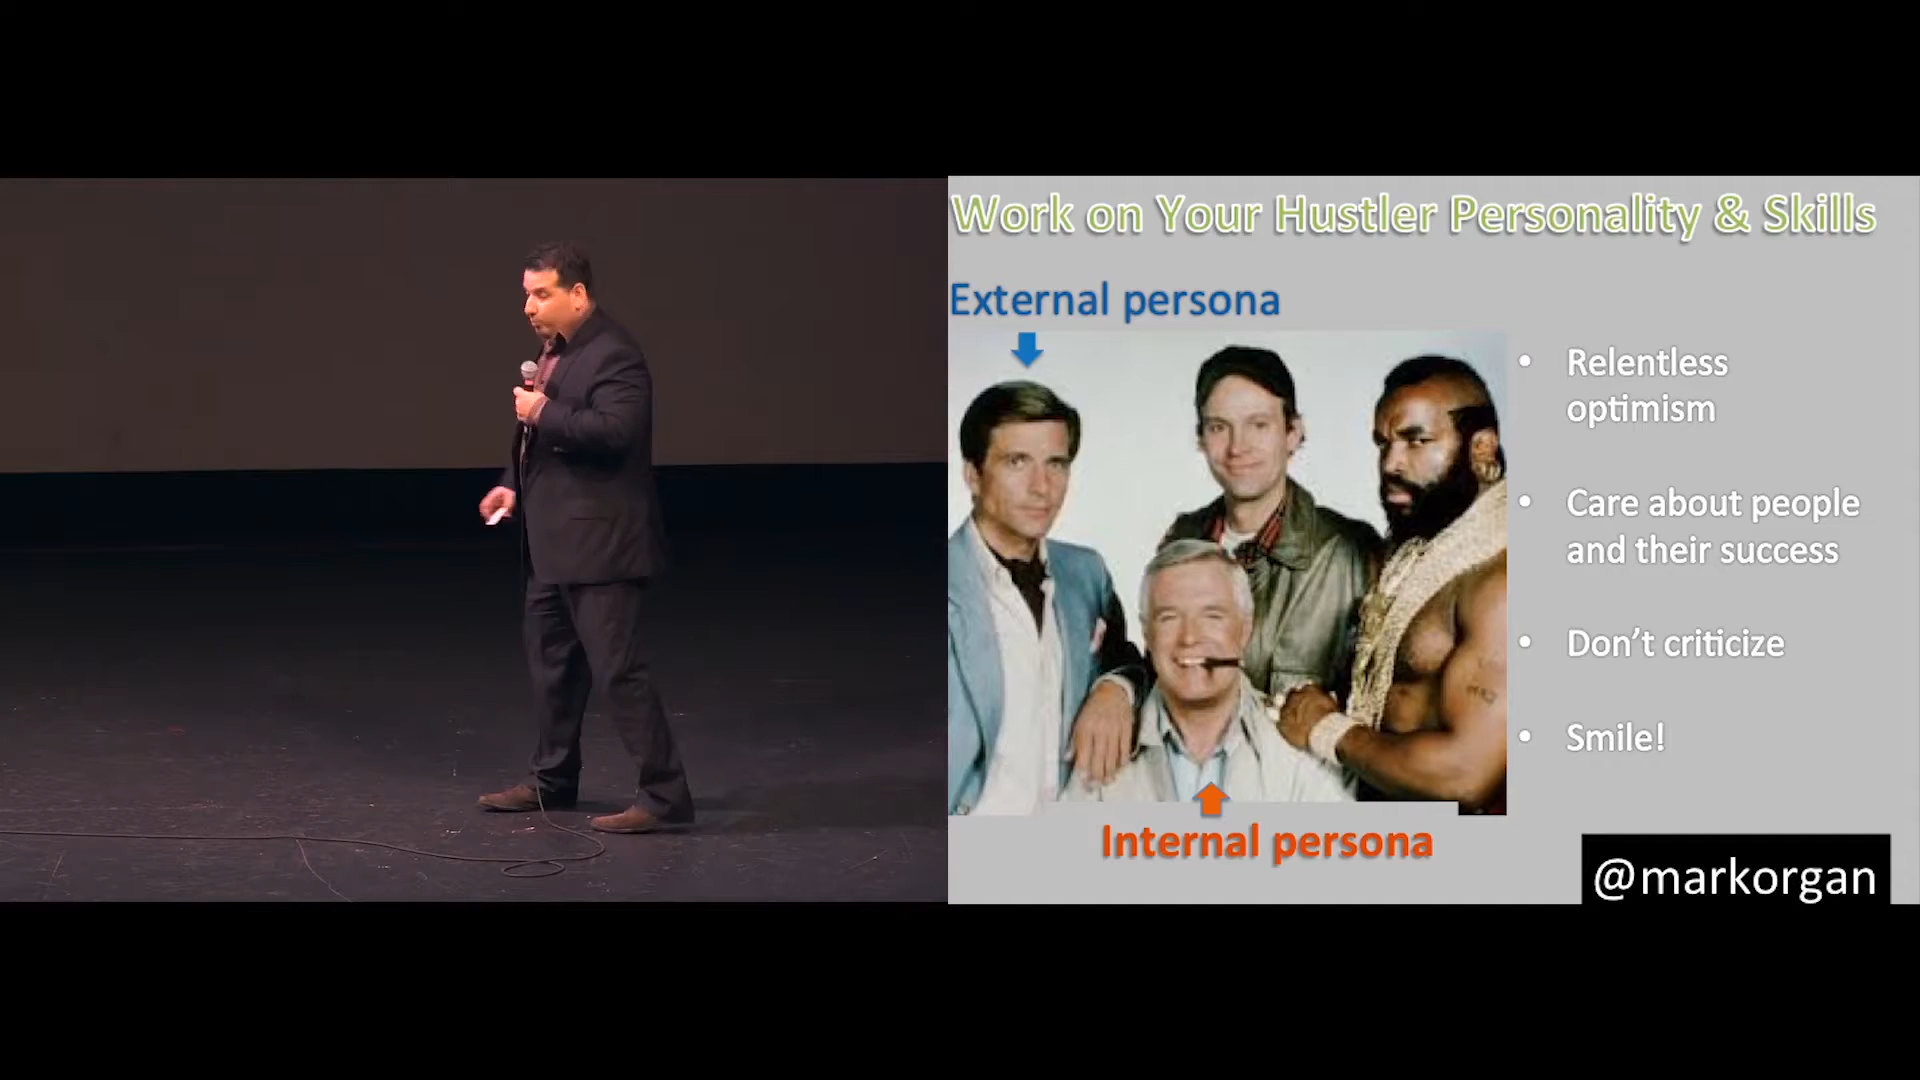 Work on Your Hustler Personality & Skills
External persona
• Relentless
optimism
• Care about people
and their success
• Don't criticize
• Smile!
Internal persona
@markorgan